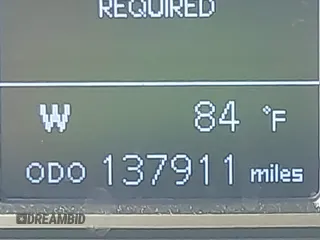 REQUIRED
W 84 °F
ODO 137911 miles
DREAMBID